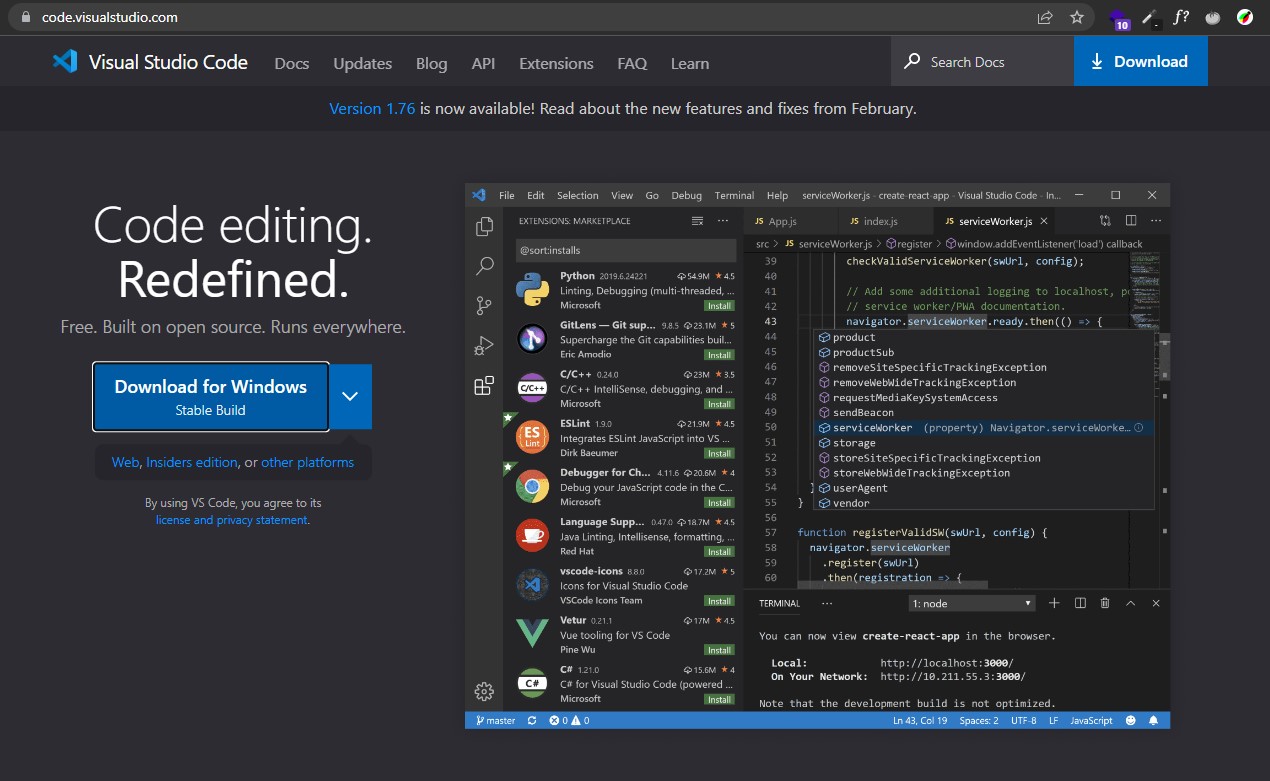 code.visualstudio.com
10
f?
Visual Studio Code
Docs
Updates
Blog
API
Extensions
FAQ
Learn
Search Docs
Download
Version 1.76 is now available! Read about the new features and fixes from February.
Code editing.
Redefined.
Free. Built on open source. Runs everywhere.
Download for Windows
Stable Build
Web, Insiders edition, or other platforms
By using VS Code, you agree to its
license and privacy statement.
File Edit Selection View Go Debug Terminal Help serviceWorker.js - create-react-app - Visual Studio Code - In...
EXTENSIONS: MARKETPLACE
@sort:installs
Python 2019.6.24221 54.9M 4.5
Linting, Debugging (multi-threaded, ...
Microsoft Install
GitLens — Git sup... 9.8.5 23.1M 5
Supercharge the Git capabilities buil...
Eric Amodio Install
C/C++
C/C++ 0.24.0 23M 3.5
C/C++ IntelliSense, debugging, and ...
Microsoft Install
ES
Lint
ESLint 1.9.0 21.9M 4.5
Integrates ESLint JavaScript into VS ...
Dirk Baeumer Install
Debugger for Ch... 4.11.6 20.6M 4
Debug your JavaScript code in the C...
Microsoft Install
Language Supp... 0.47.0 18.7M 4.5
Java Linting, Intellisense, formatting, ...
Red Hat Install
vscode-icons 8.8.0 17.2M 5
Icons for Visual Studio Code
VSCode Icons Team Install
Vetur 0.21.1 17M 4.5
Vue tooling for VS Code
Pine Wu Install
C#
C# 1.21.0 15.6M 4
C# for Visual Studio Code (powered ...
Microsoft Install
JS App.js JS index.js JS serviceWorker.js
src > JS serviceWorker.js > register > window.addEventListener('load') callback
39 checkValidServiceWorker(swUrl, config);
40
41 // Add some additional logging to localhost, po
42 // service worker/PWA documentation.
43 navigator.serviceWorker.ready.then(() => {
44 product
45 productSub
46 removeSiteSpecificTrackingException
47 removeWebWideTrackingException
48 requestMediaKeySystemAccess
49 sendBeacon
50 serviceWorker (property) Navigator.serviceWorke...
51 storage
52 storeSiteSpecificTrackingException
53 storeWebWideTrackingException
54 } userAgent
55 } vendor
56
57 function registerValidSW(swUrl, config) {
58 navigator.serviceWorker
59 .register(swUrl)
60 .then(registration => {
TERMINAL ... 1: node
You can now view create-react-app in the browser.
Local: http://localhost:3000/
On Your Network: http://10.211.55.3:3000/
Note that the development build is not optimized.
master 0 0 Ln 43, Col 19 Spaces: 2 UTF-8 LF JavaScript